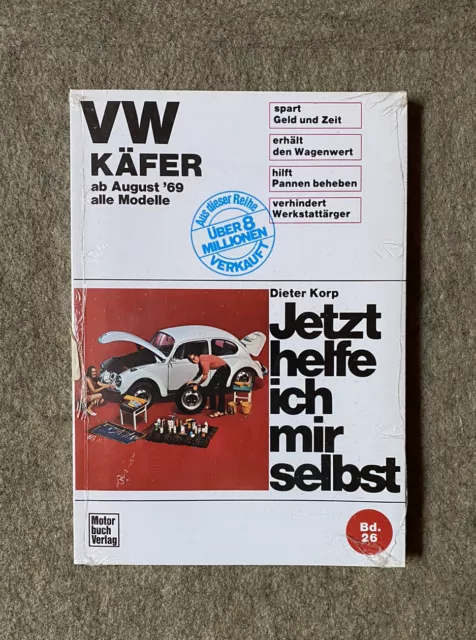 VW
KÄFER
ab August '69
alle Modelle
spart
Geld und Zeit
erhält
den Wagenwert
hilft
Pannen beheben
verhindert
Werkstattärger
Aus dieser Reihe
ÜBER 8
MILLIONEN
VERKAUFT
Dieter Korp
Jetzt
helfe
ich
mir
selbst
Motor
buch
Verlag
Bd.
26